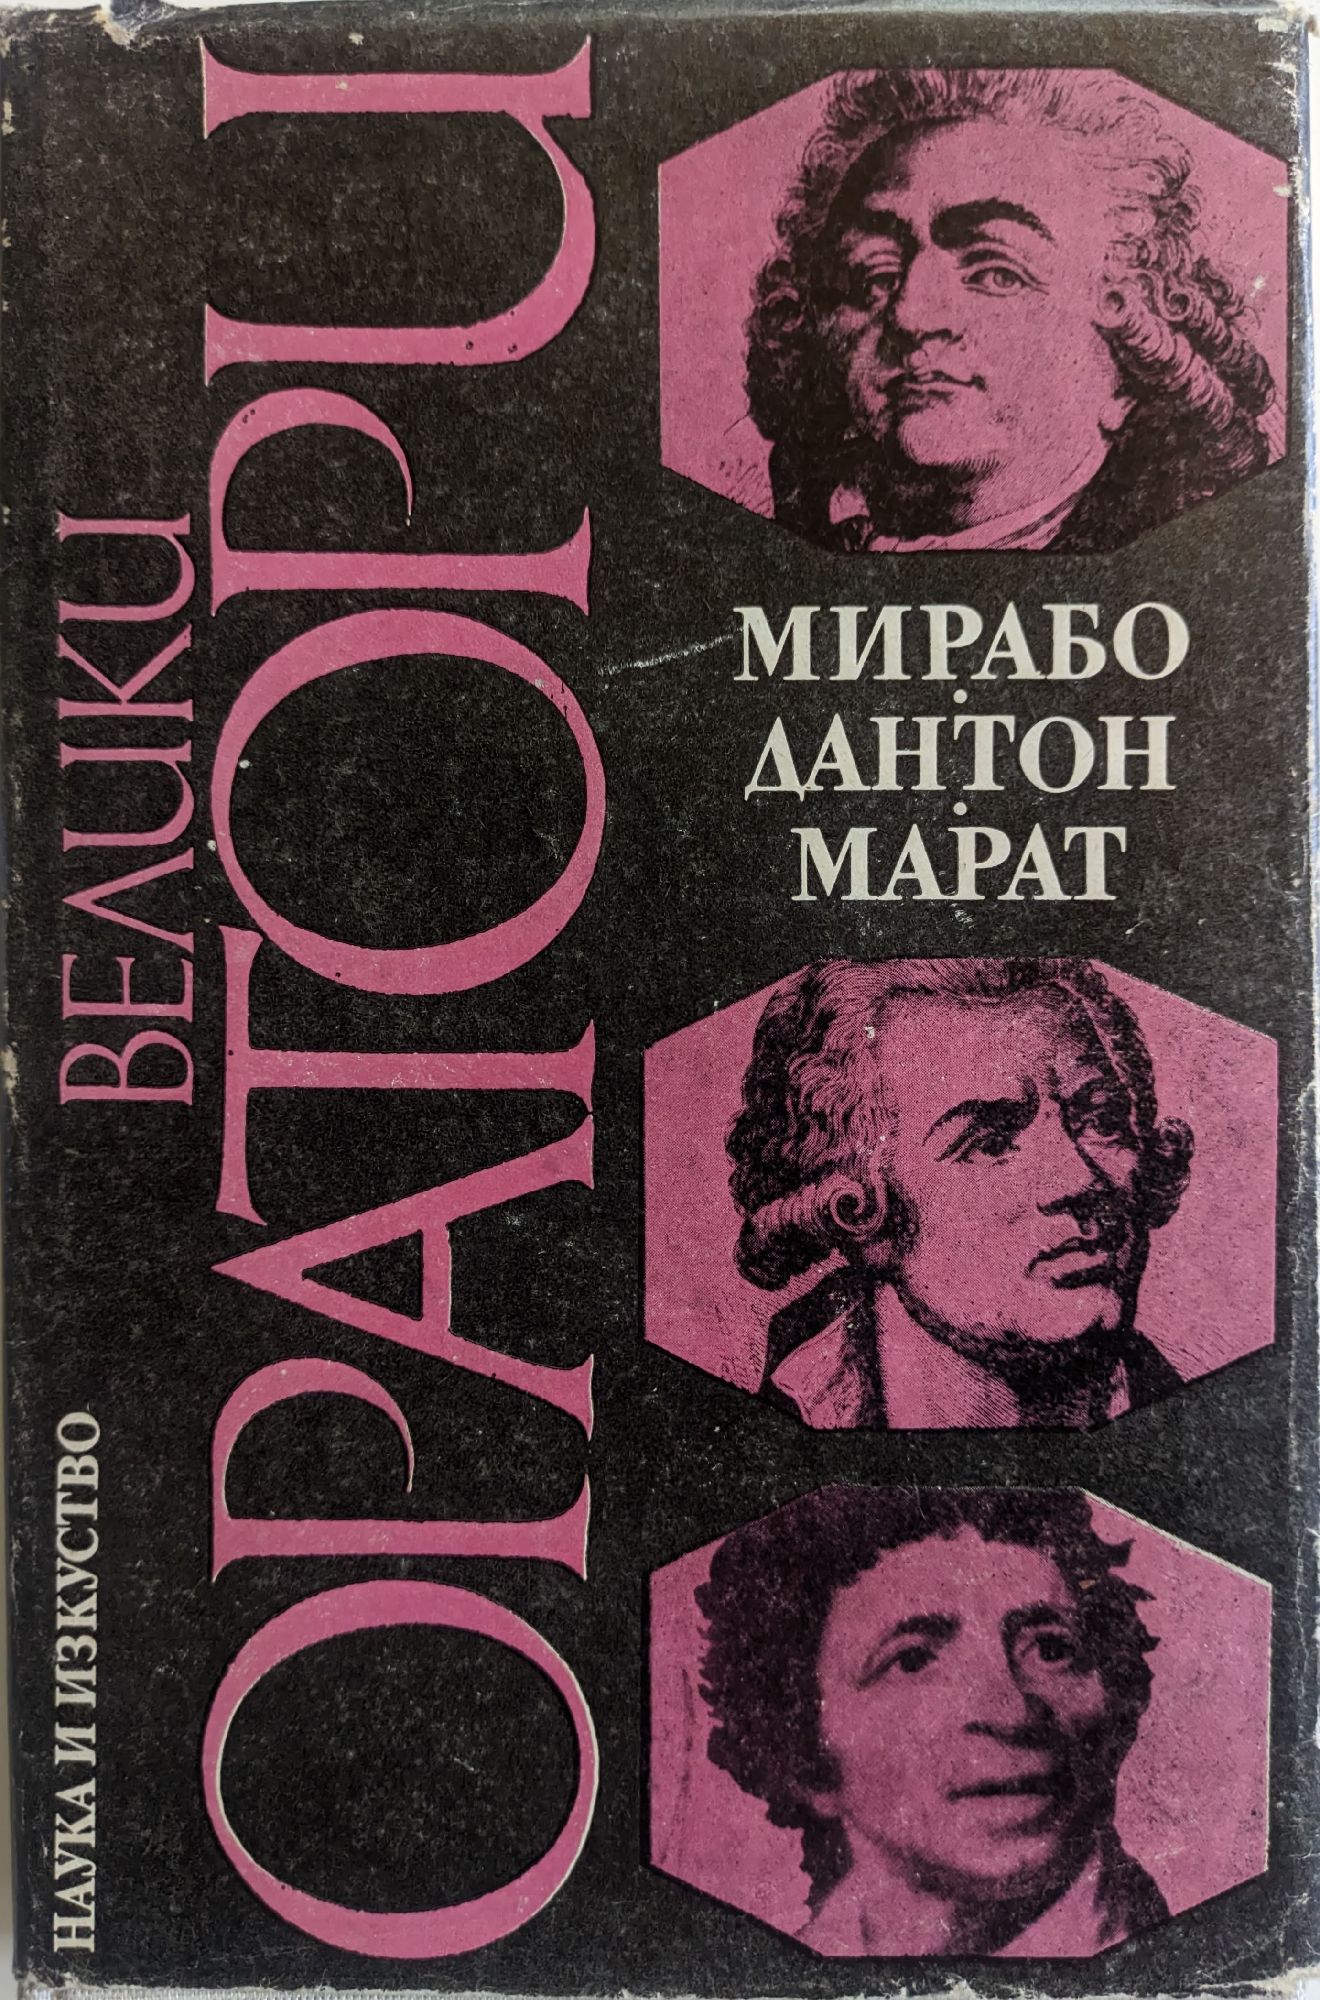 НАУКА И ИЗКУСТВО
ВЕЛИКИ
ОРАТОРИ
МИРАБО
ДАНТОН
МАРАТ